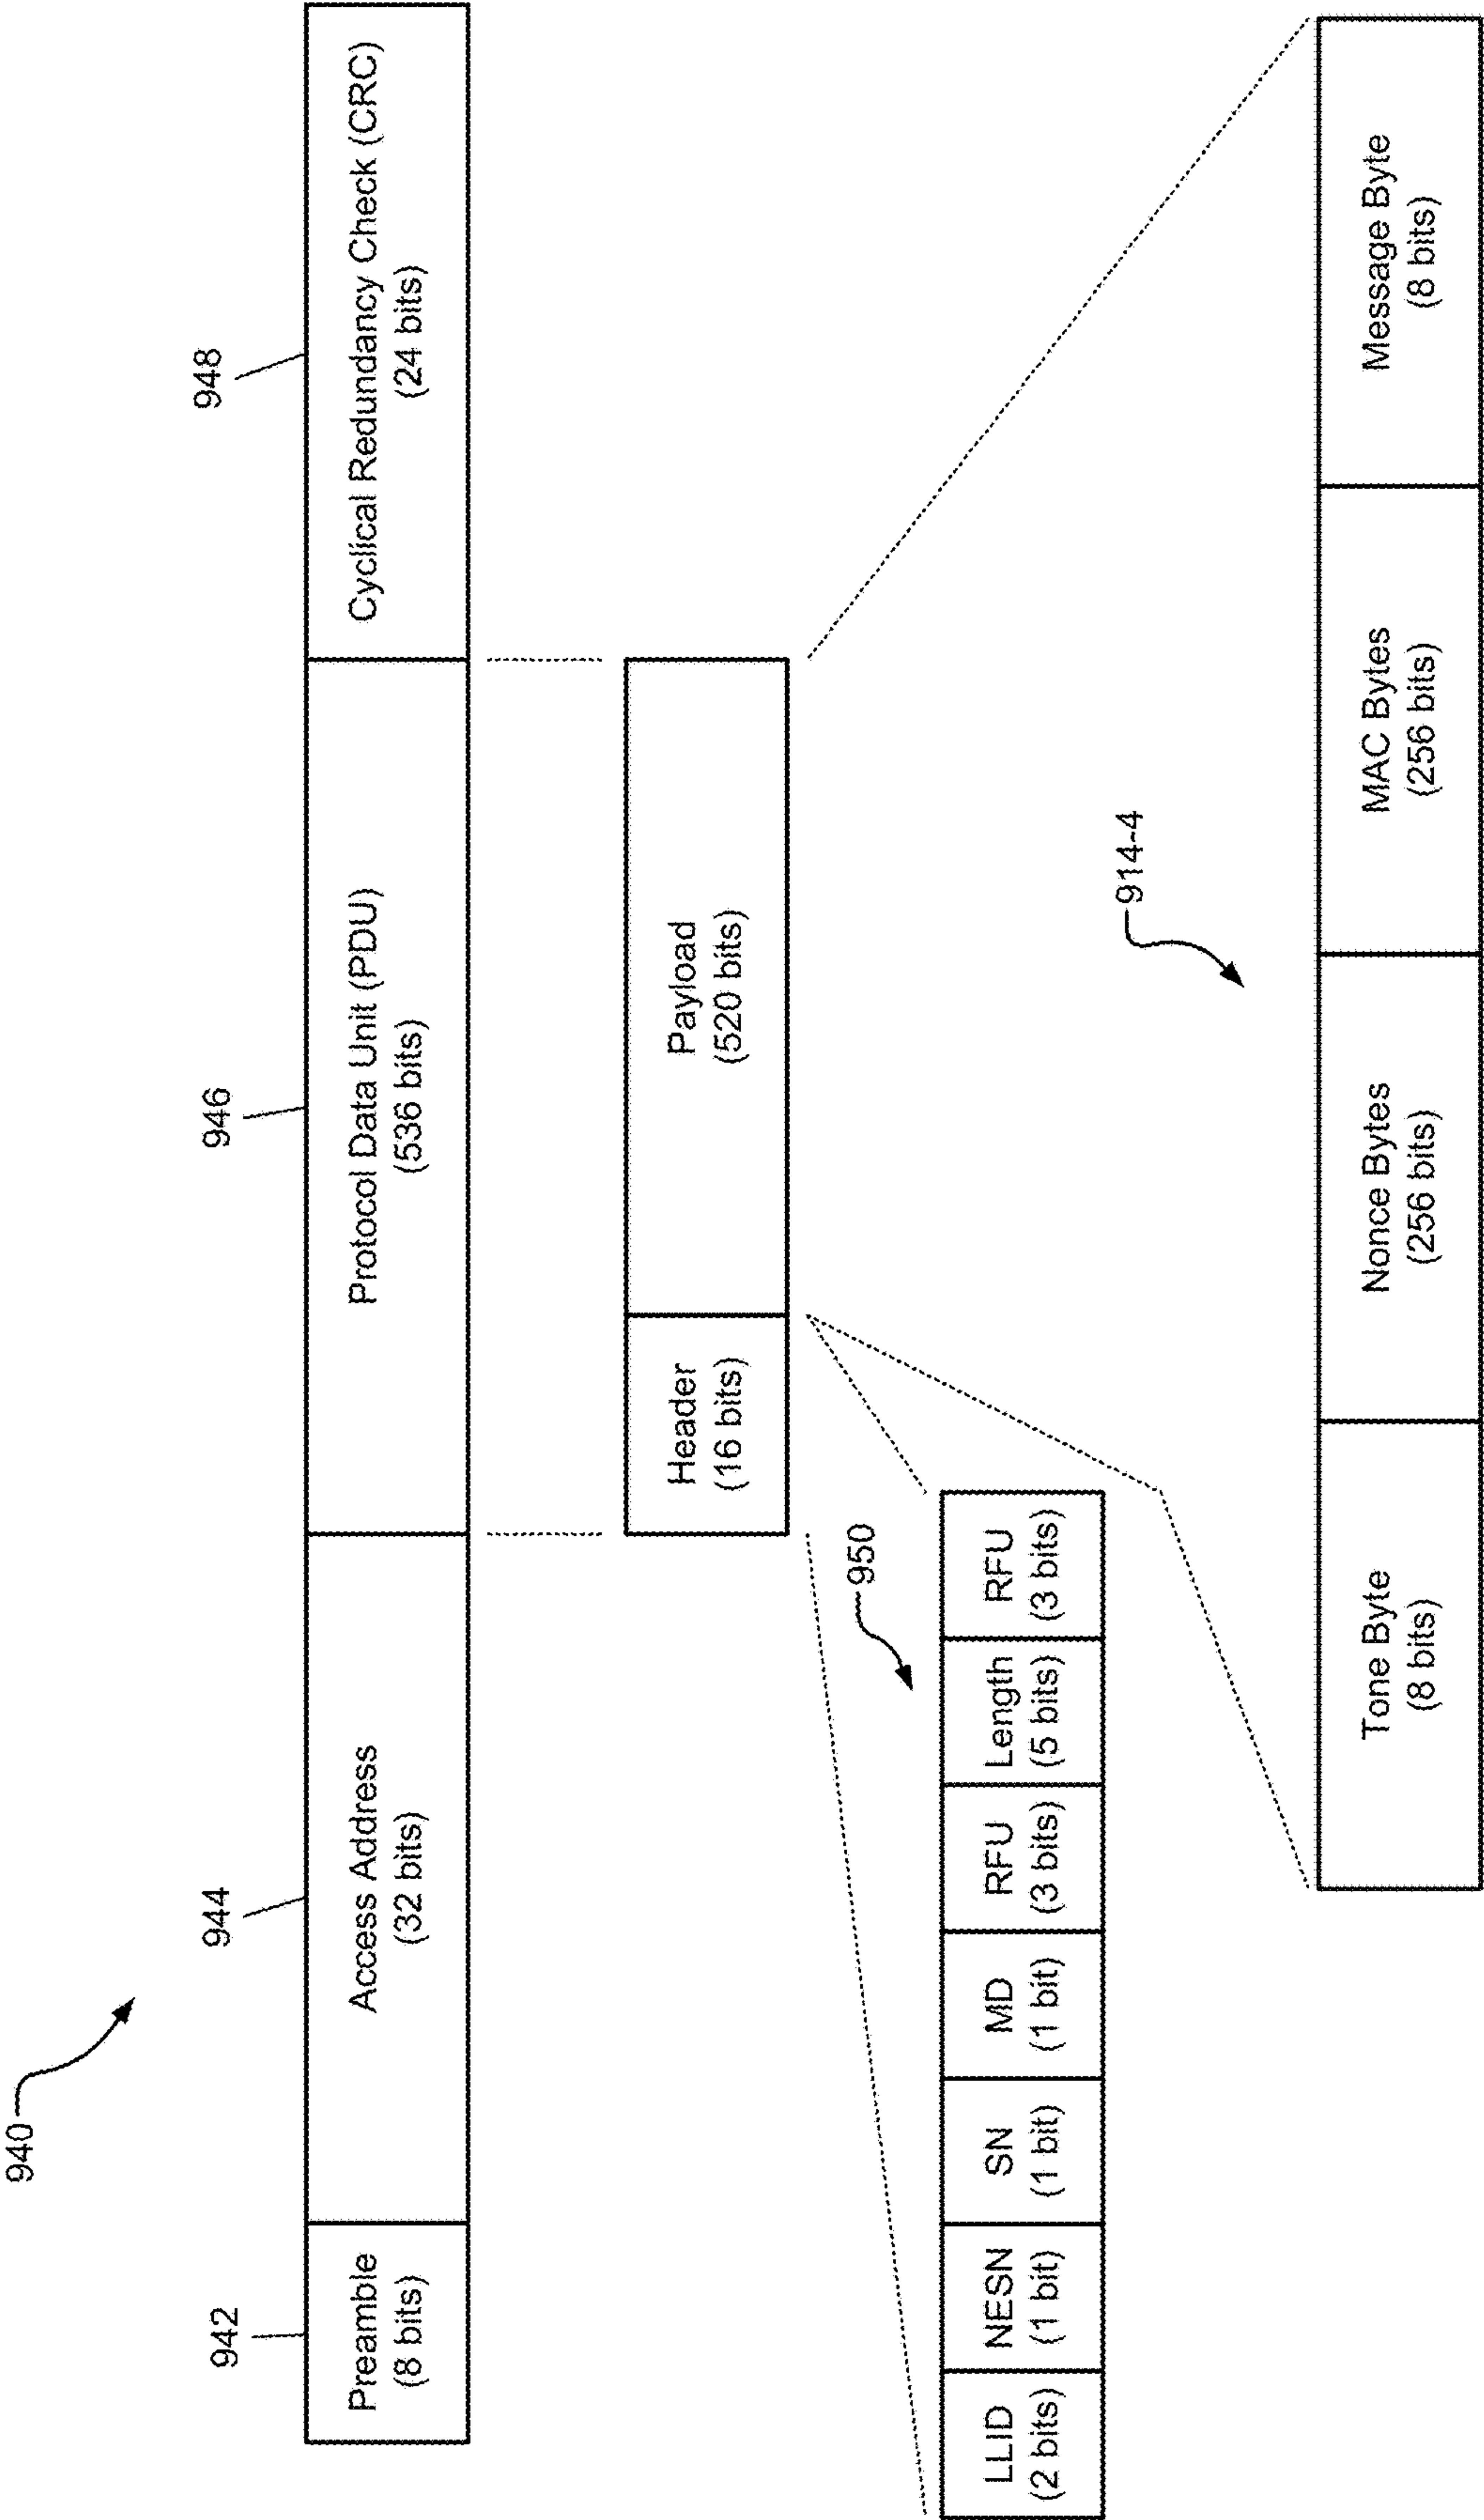 940
942
944
946
948
Preamble
(8 bits)
Access Address
(32 bits)
Protocol Data Unit (PDU)
(536 bits)
Cyclical Redundancy Check (CRC)
(24 bits)
Header
(16 bits)
Payload
(520 bits)
950
LLID
(2 bits)
NESN
(1 bit)
SN
(1 bit)
MD
(1 bit)
RFU
(3 bits)
Length
(5 bits)
RFU
(3 bits)
914-4
Tone Byte
(8 bits)
Nonce Bytes
(256 bits)
MAC Bytes
(256 bits)
Message Byte
(8 bits)